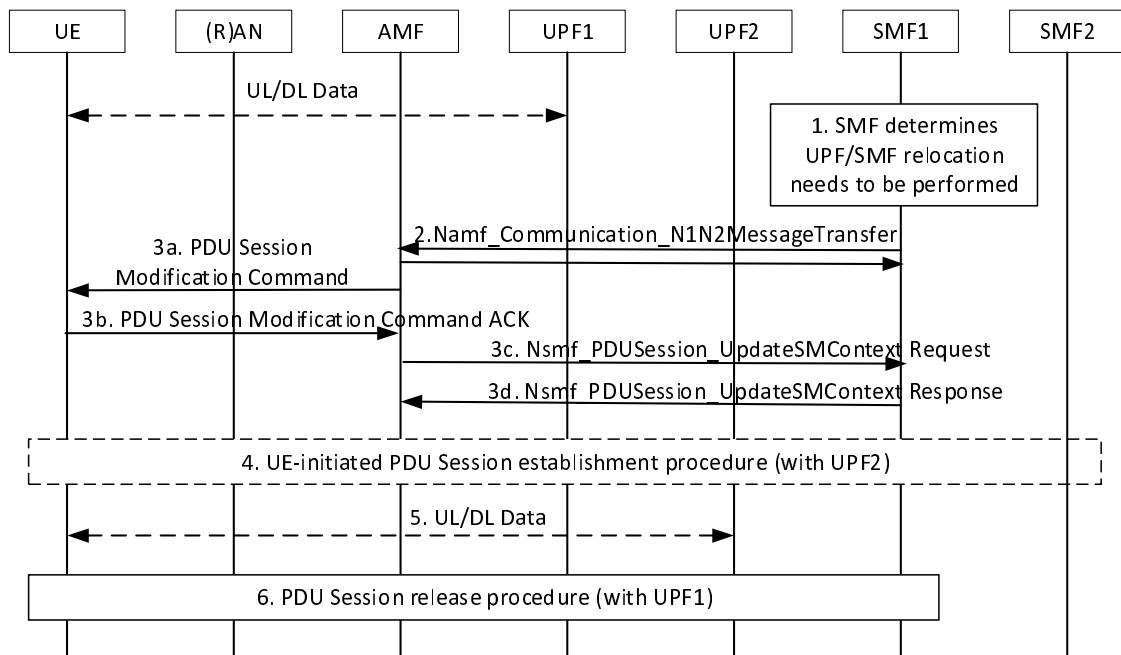 UE
(R)AN
AMF
UPF1
UPF2
SMF1
SMF2
UL/DL Data
1. SMF determines
UPF/SMF relocation
needs to be performed
2.Namf_Communication_N1N2MessageTransfer
3a. PDU Session
Modification Command
3b. PDU Session Modification Command ACK
3c. Nsmf_PDUSession_UpdateSMContext Request
3d. Nsmf_PDUSession_UpdateSMContext Response
4. UE-initiated PDU Session establishment procedure (with UPF2)
5. UL/DL Data
6. PDU Session release procedure (with UPF1)